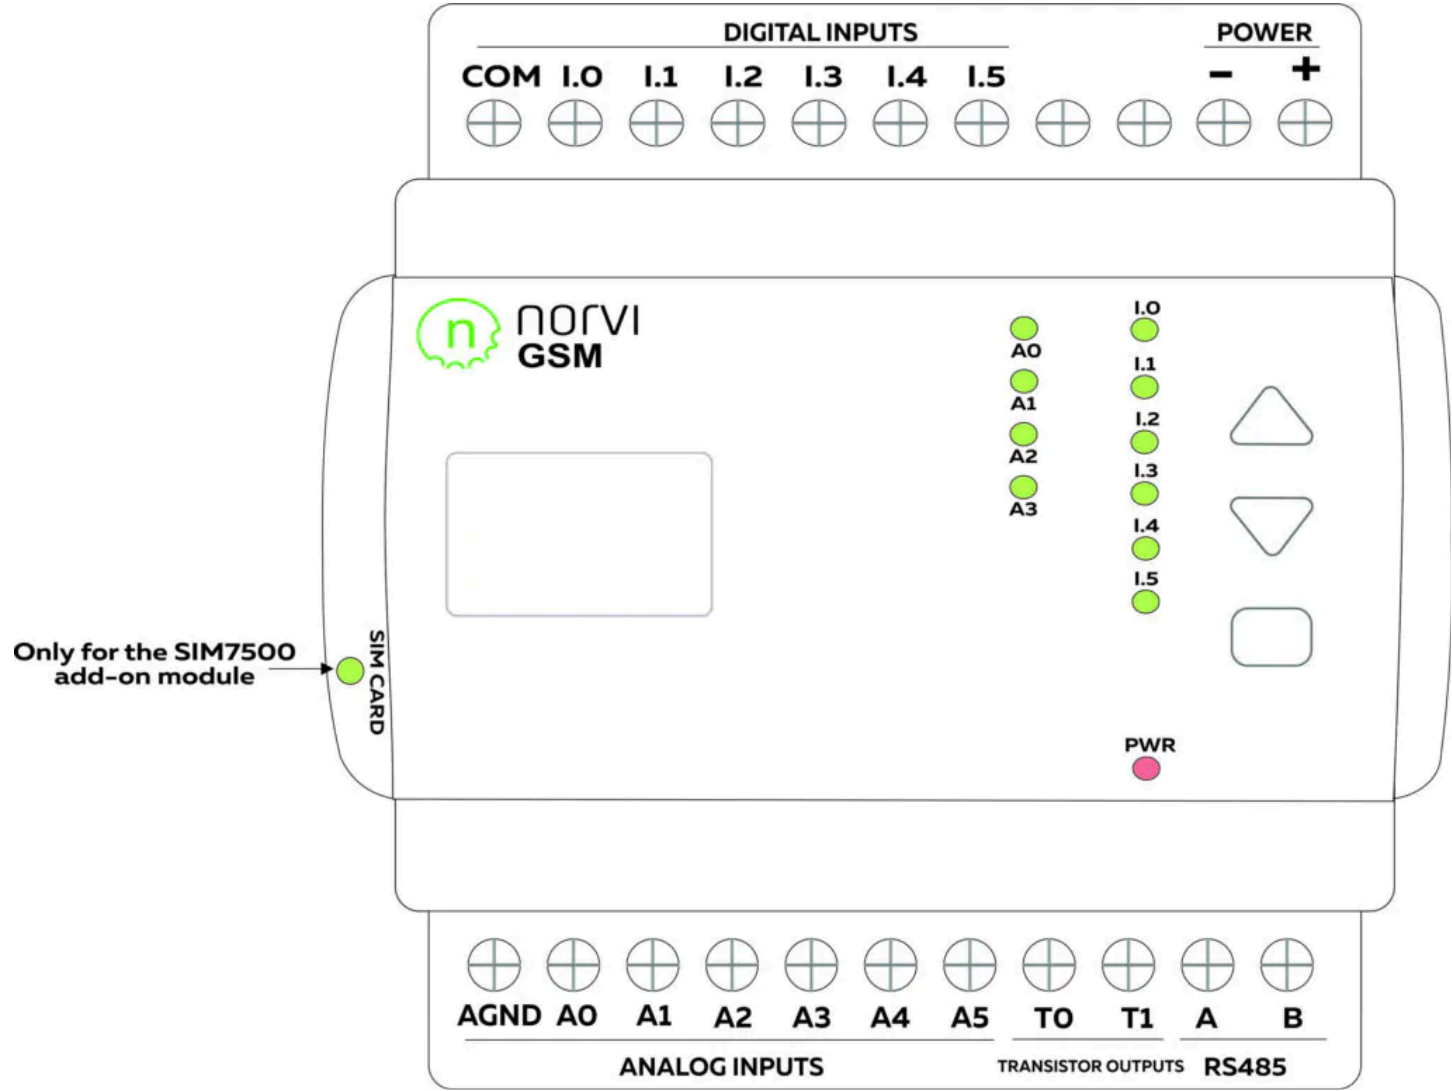 DIGITAL INPUTS
POWER
COM I.0 I.1 I.2 I.3 I.4 I.5 − +
n norvi
GSM
A0
A1
A2
A3
I.0
I.1
I.2
I.3
I.4
I.5
Only for the SIM7500
add-on module
SIM CARD
PWR
AGND A0 A1 A2 A3 A4 A5 T0 T1 A B
ANALOG INPUTS
TRANSISTOR OUTPUTS
RS485